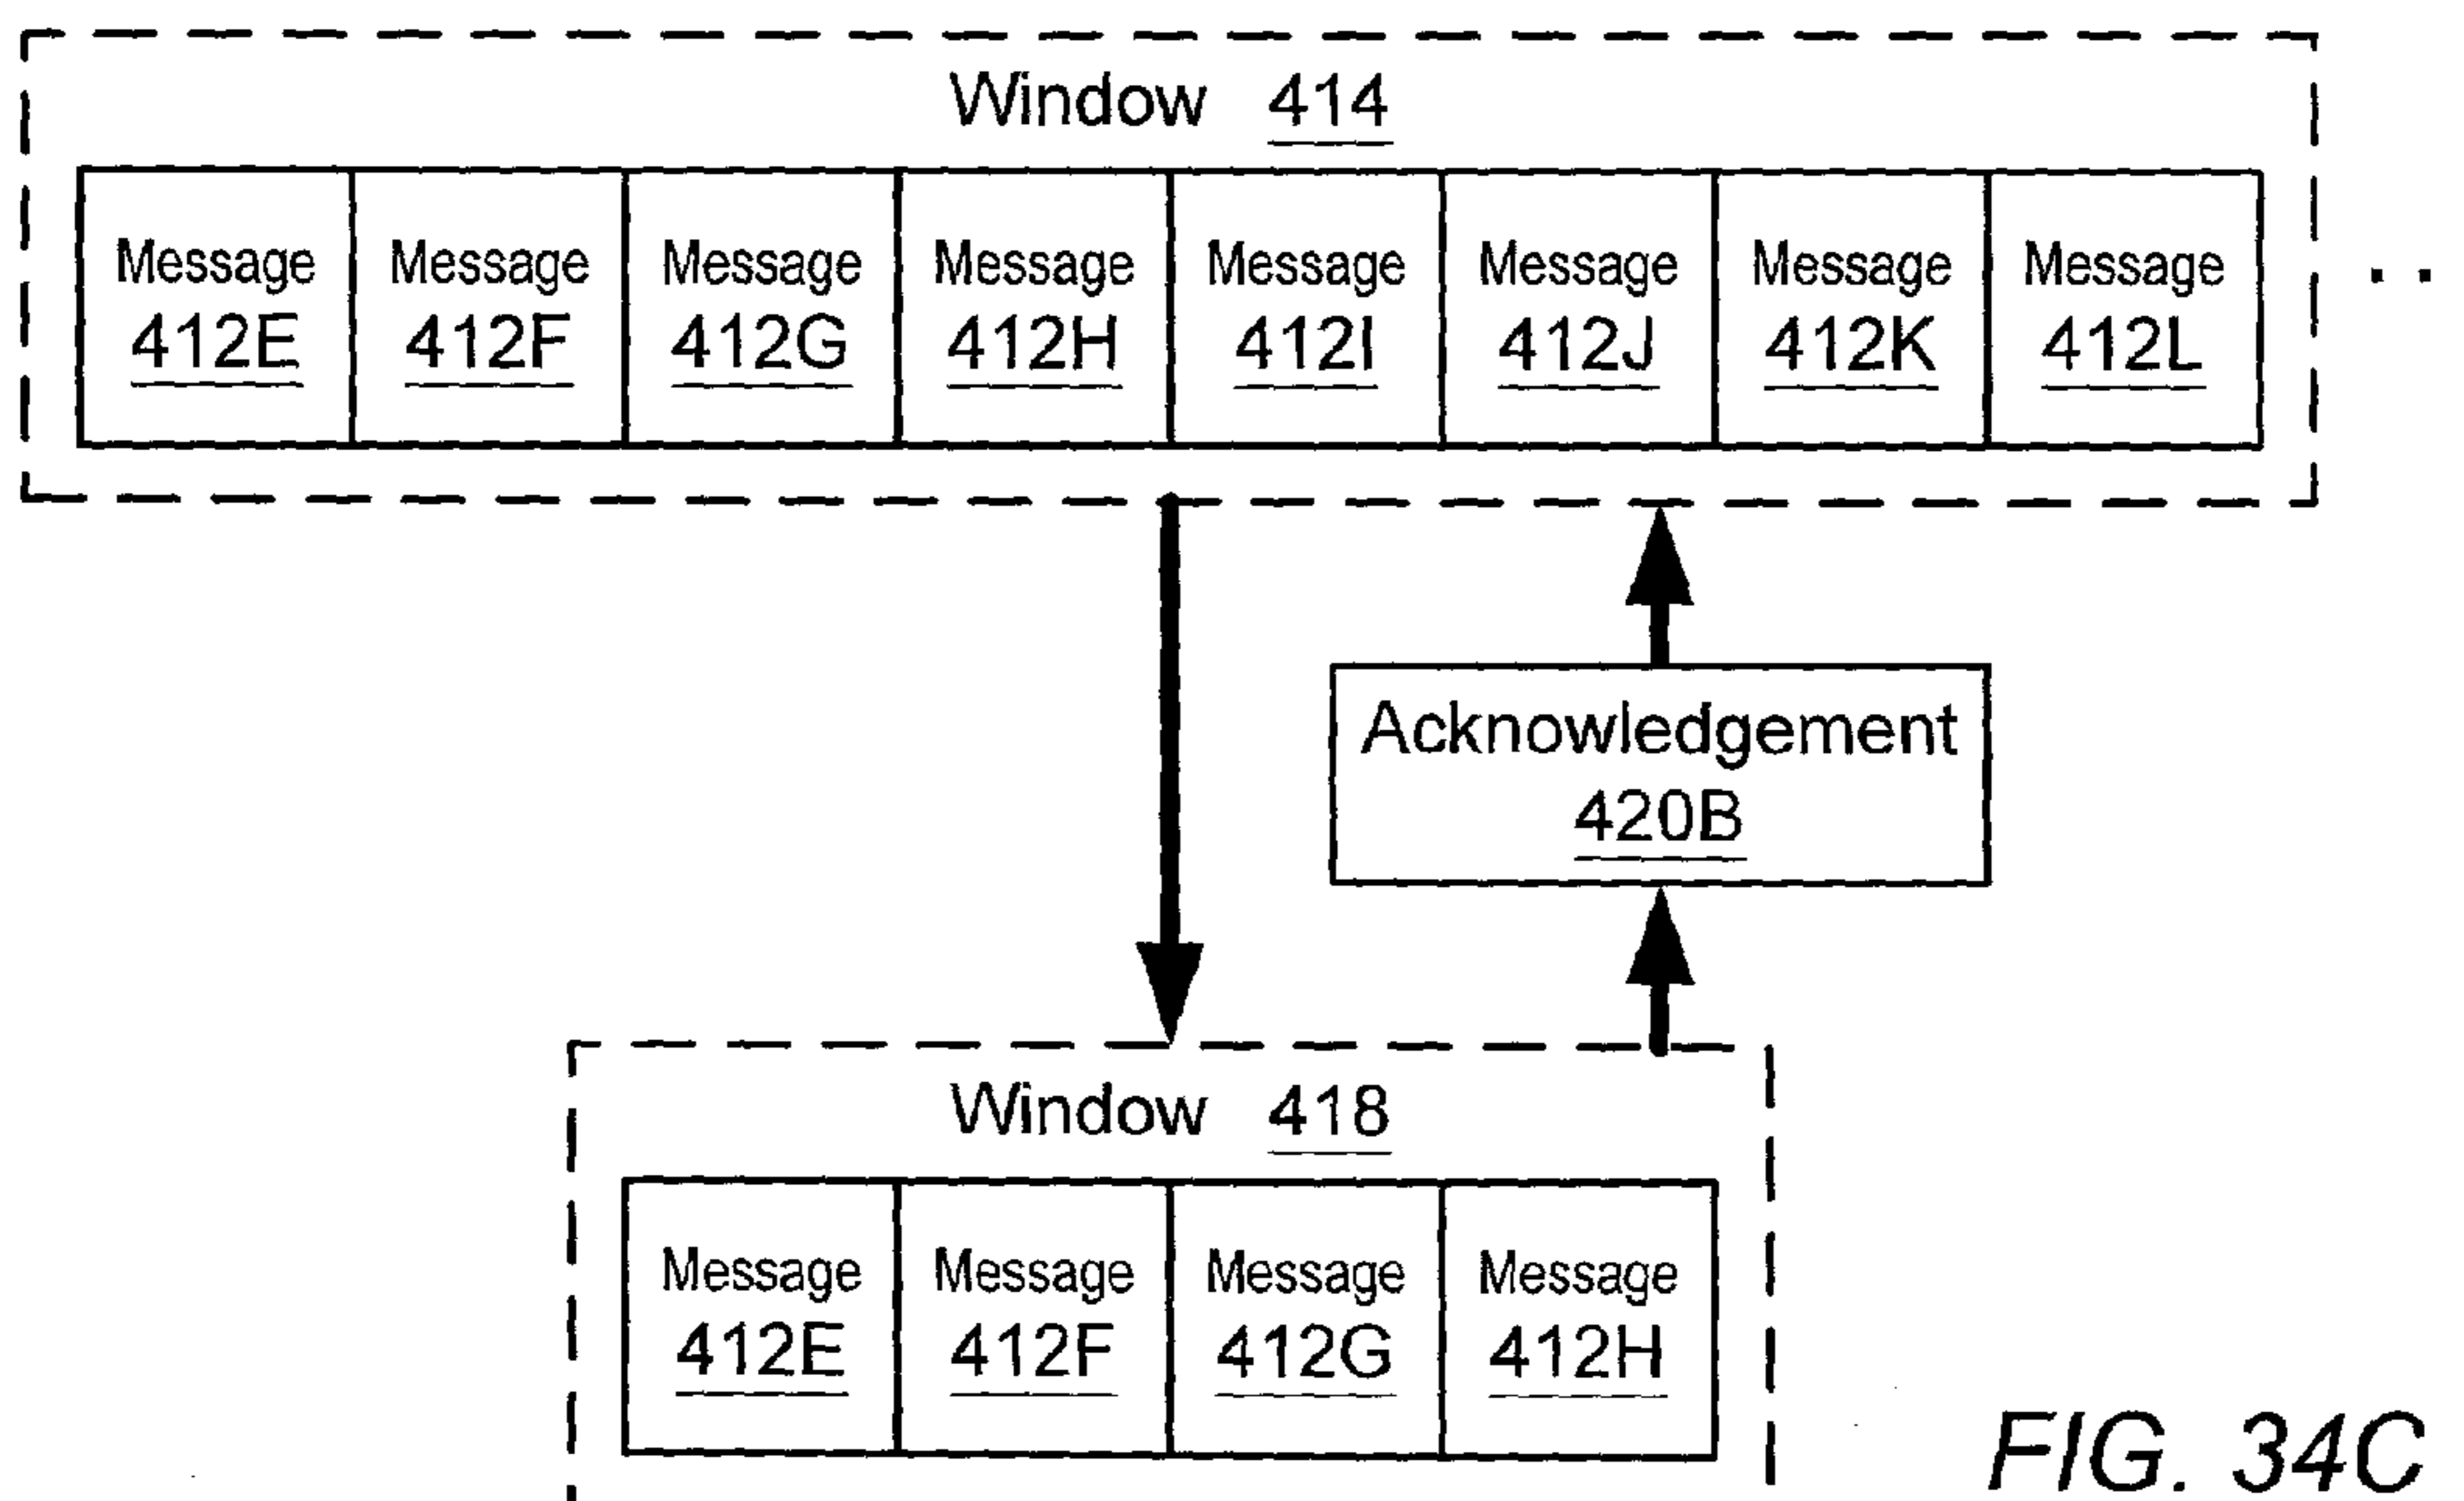 Window 414
Message Message Message Message Message Message Message Message
412E 412F 412G 412H 412I 412J 412K 412L
. .
Acknowledgement
420B
Window 418
Message Message Message Message
412E 412F 412G 412H
FIG. 34C